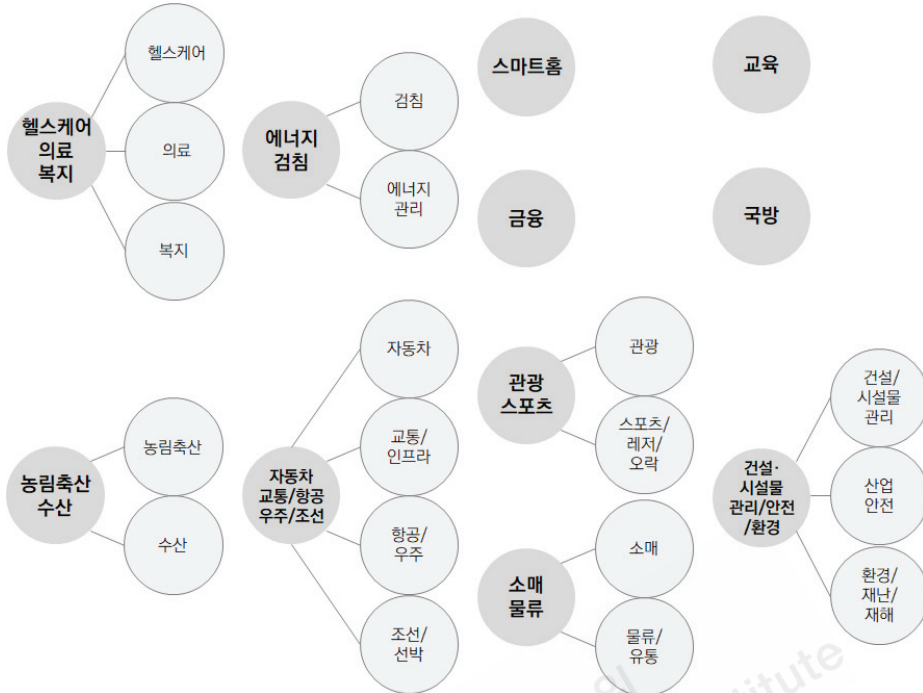 헬스케어
의료
복지
헬스케어
의료
복지
에너지
검침
검침
에너지
관리
스마트홈
교육
금융
국방
농림축산
수산
농림축산
수산
자동차
교통/항공
우주/조선
자동차
교통/
인프라
항공/
우주
조선/
선박
관광
스포츠
관광
스포츠/
레저/
오락
소매
물류
소매
물류/
유통
건설·
시설물
관리/안전
/환경
건설/
시설물
관리
산업
안전
환경/
재난/
재해